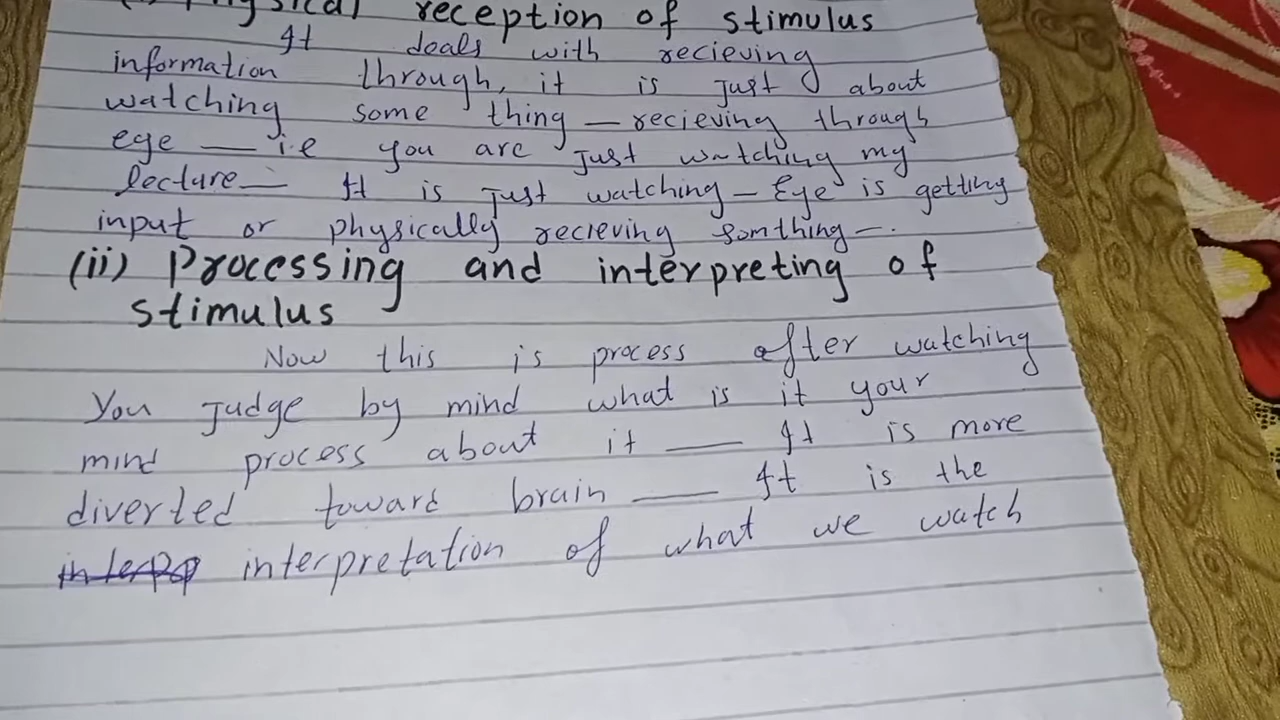 (i) Physical reception of stimulus
It deals with recieving
information through, it is just about
watching some thing — recieving through
eye — i.e you are just watching my
lecture — It is just watching — Eye is getting
input or physically recieving somthing —.
(ii) Processing and interpreting of
stimulus
Now this is process after watching
You judge by mind what is it your
mind process about it — It is more
diverted toward brain — It is the
interpretation of what we watch